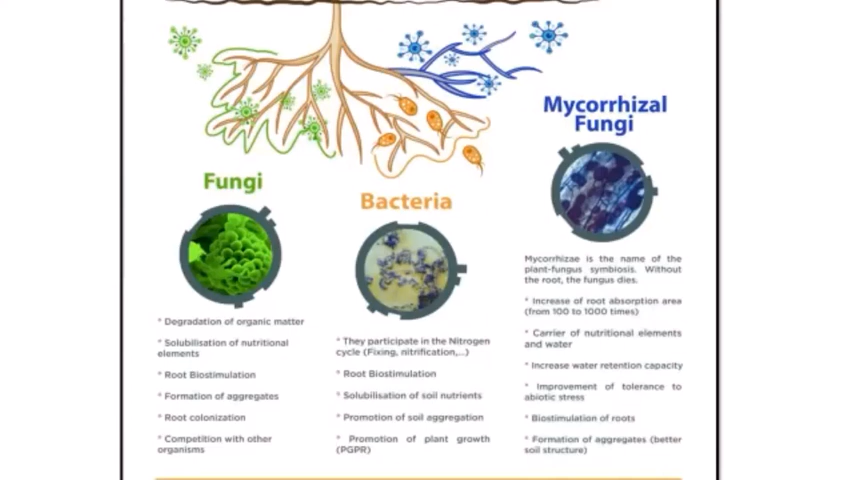 Fungi
* Degradation of organic matter
* Solubilisation of nutritional
elements
* Root Biostimulation
* Formation of aggregates
* Root colonization
* Competition with other
organisms
Bacteria
* They participate in the Nitrogen
cycle (Fixing, nitrification,...)
* Root Biostimulation
* Solubilisation of soil nutrients
* Promotion of soil aggregation
* Promotion of plant growth
(PGPR)
Mycorrhizal
Fungi
Mycorrhizae is the name of the
plant-fungus symbiosis. Without
the root, the fungus dies.
* Increase of root absorption area
(from 100 to 1000 times)
* Carrier of nutritional elements
and water
* Increase water retention capacity
* Improvement of tolerance to
abiotic stress
* Biostimulation of roots
* Formation of aggregates (better
soil structure)